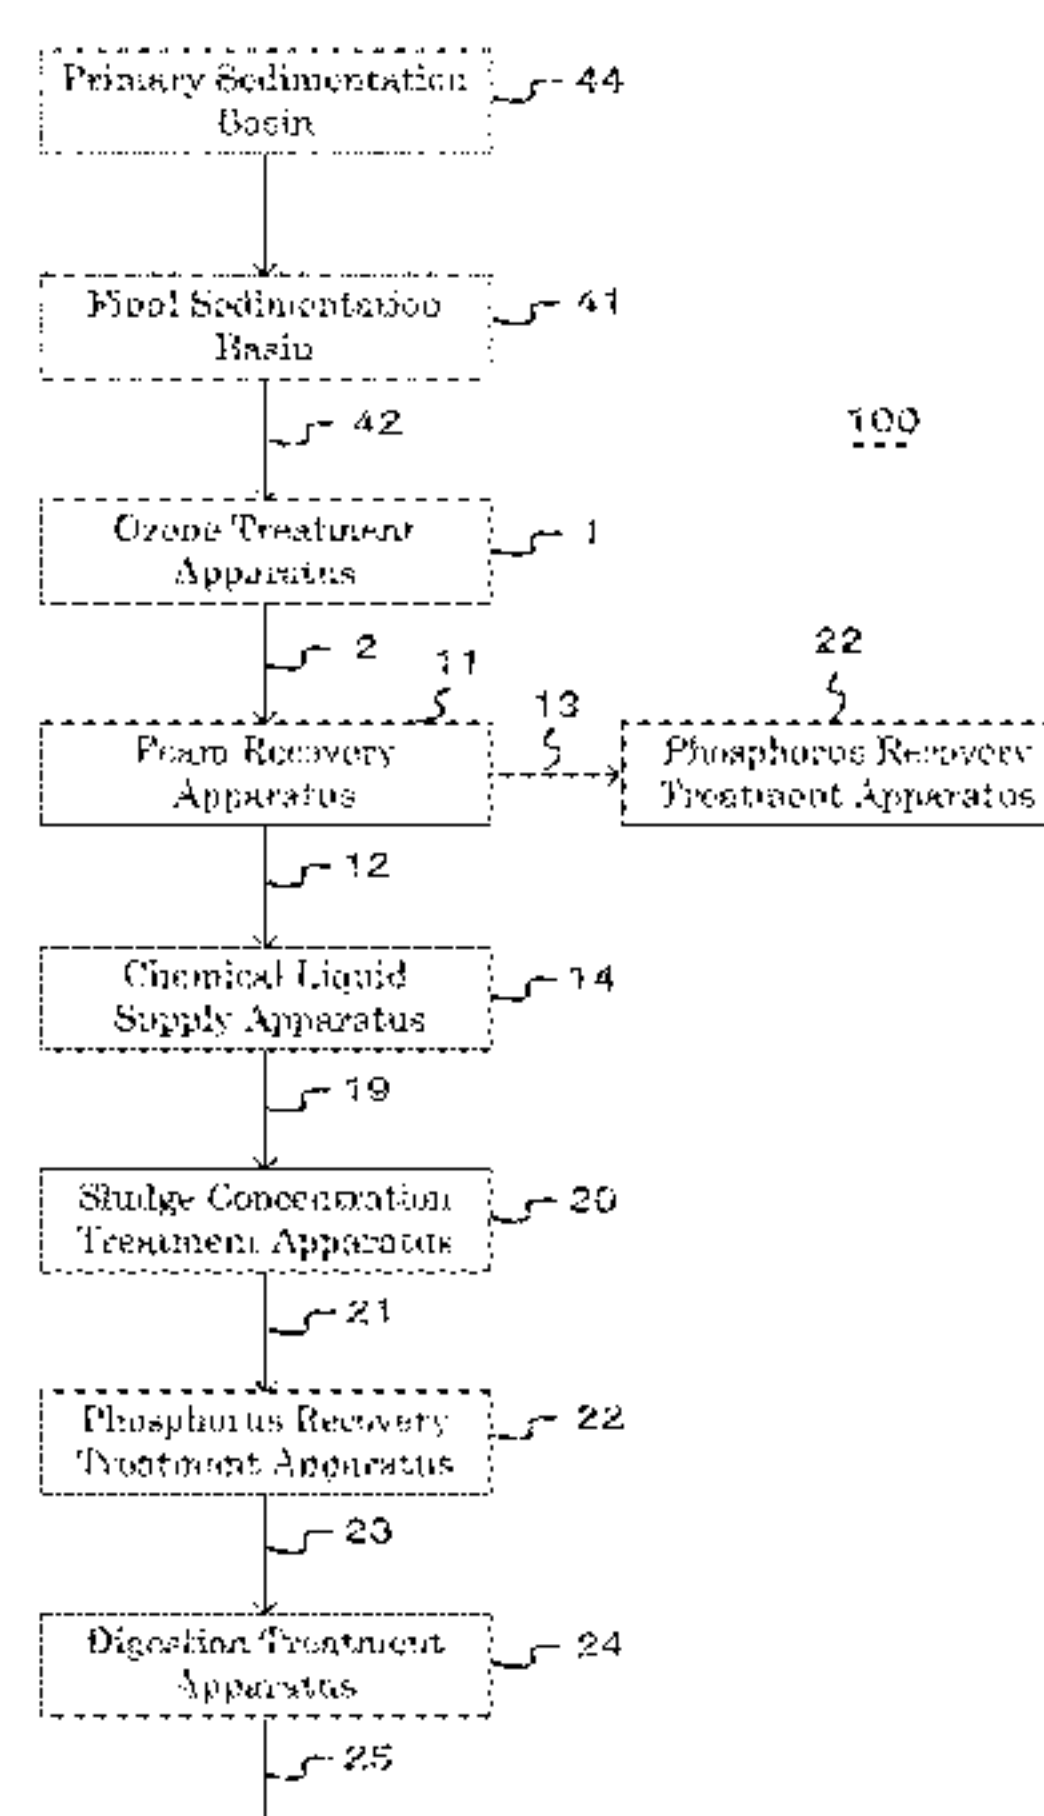 Primary Sedimentation
Basin
44
Final Sedimentation
Basin
41
42
100
Ozone Treatment
Apparatus
1
2
11
13
22
Foam Recovery
Apparatus
Phosphorus Recovery
Treatment Apparatus
12
Chemical Liquid
Supply Apparatus
14
19
Sludge Concentration
Treatment Apparatus
20
21
Phosphorus Recovery
Treatment Apparatus
22
23
Digestion Treatment
Apparatus
24
25